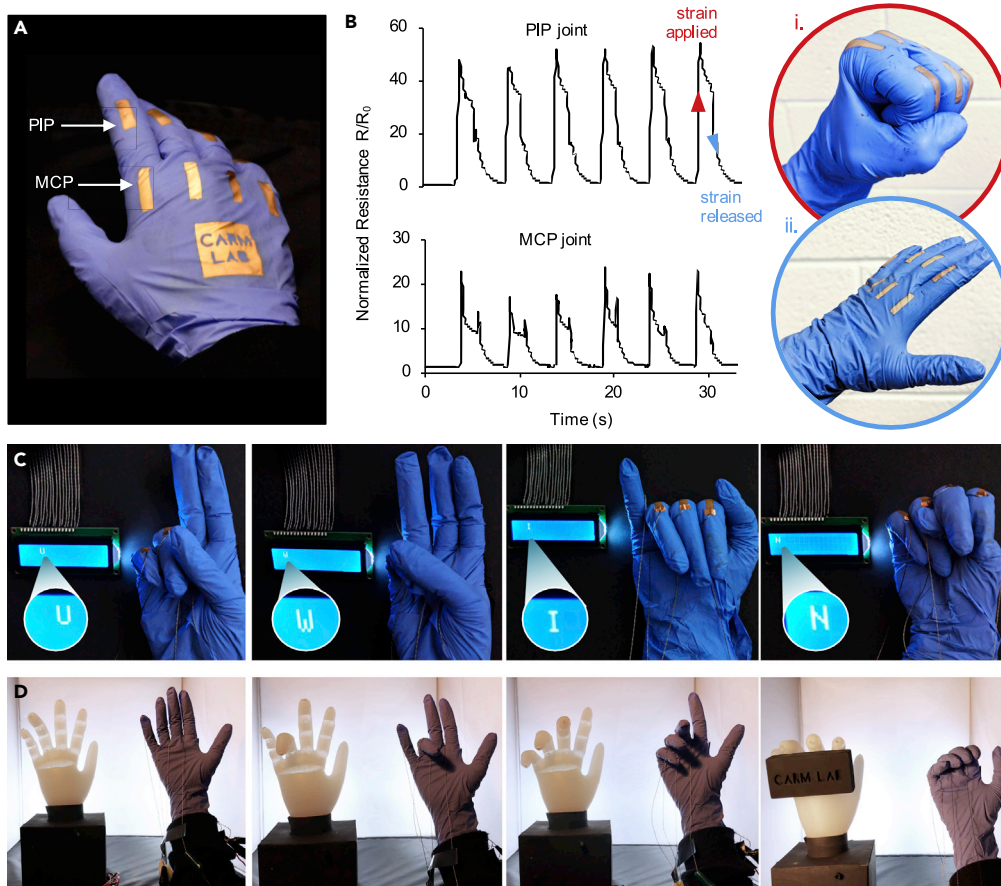 A
PIP
MCP
CARM
LAB
B
PIP joint
strain
applied
60
40
20
0
Normalized Resistance R/R0
strain
released
MCP joint
30
20
10
0
0
10
20
30
Time (s)
i.
ii.
C
U
U
W
W
I
I
N
N
D
CARM LAB